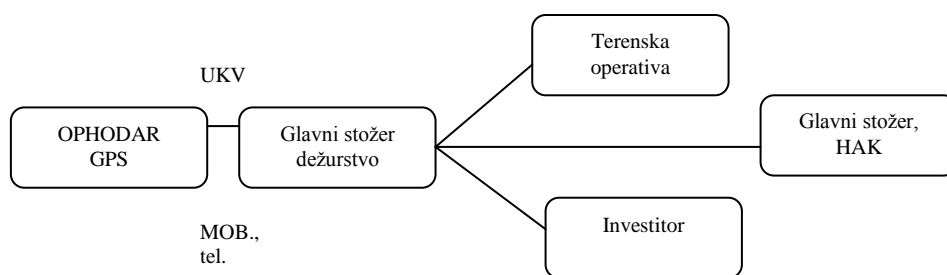 Terenska
operativa
UKV
OPHODAR
GPS
Glavni stožer
dežurstvo
Glavni stožer,
HAK
Investitor
MOB.,
tel.